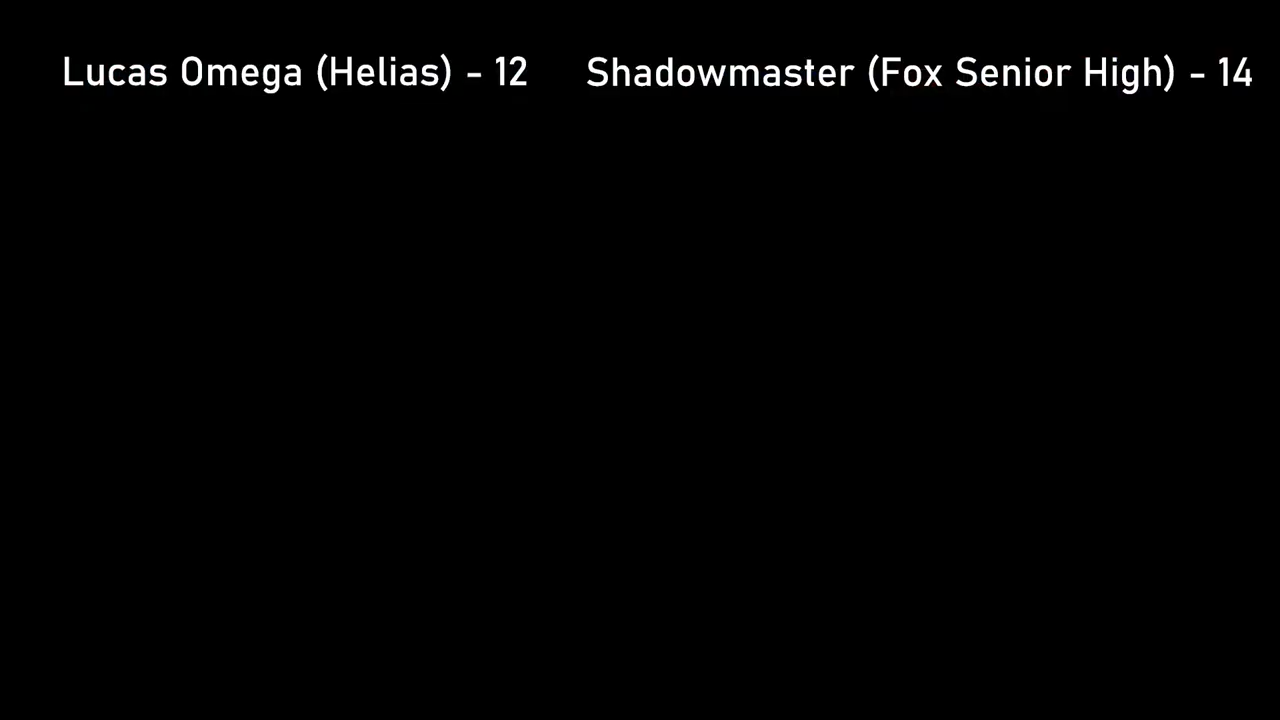 Lucas Omega (Helias) - 12 Shadowmaster (Fox Senior High) - 14